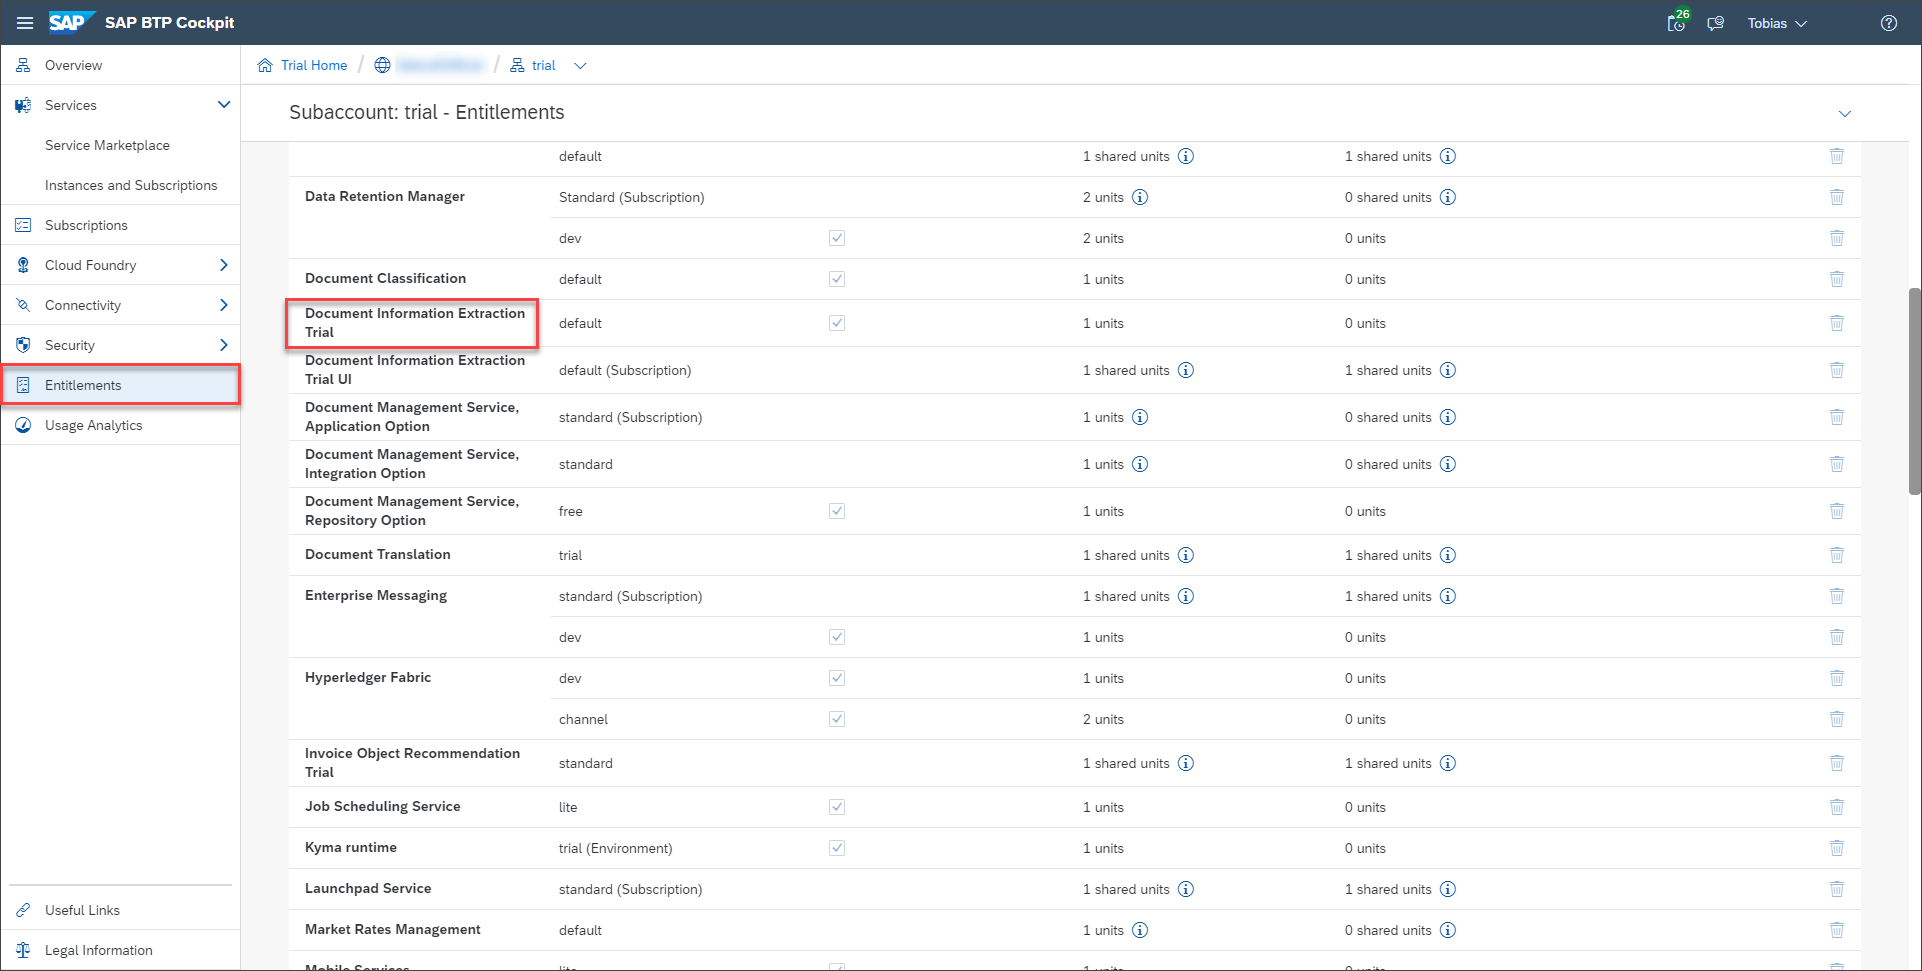 SAP SAP BTP Cockpit
26
Tobias
Overview
Services
Service Marketplace
Instances and Subscriptions
Subscriptions
Cloud Foundry
Connectivity
Security
Entitlements
Usage Analytics
Useful Links
Legal Information
Trial Home / / trial
Subaccount: trial - Entitlements
default 1 shared units 1 shared units
Data Retention Manager Standard (Subscription) 2 units 0 shared units
dev 2 units 0 units
Document Classification default 1 units 0 units
Document Information Extraction
Trial default 1 units 0 units
Document Information Extraction
Trial UI default (Subscription) 1 shared units 1 shared units
Document Management Service,
Application Option standard (Subscription) 1 units 0 shared units
Document Management Service,
Integration Option standard 1 units 0 shared units
Document Management Service,
Repository Option free 1 units 0 units
Document Translation trial 1 shared units 1 shared units
Enterprise Messaging standard (Subscription) 1 shared units 1 shared units
dev 1 units 0 units
Hyperledger Fabric dev 1 units 0 units
channel 2 units 0 units
Invoice Object Recommendation
Trial standard 1 shared units 1 shared units
Job Scheduling Service lite 1 units 0 units
Kyma runtime trial (Environment) 1 units 0 units
Launchpad Service standard (Subscription) 1 shared units 1 shared units
Market Rates Management default 1 units 0 shared units
Mobile Services lite 1 units 0 units